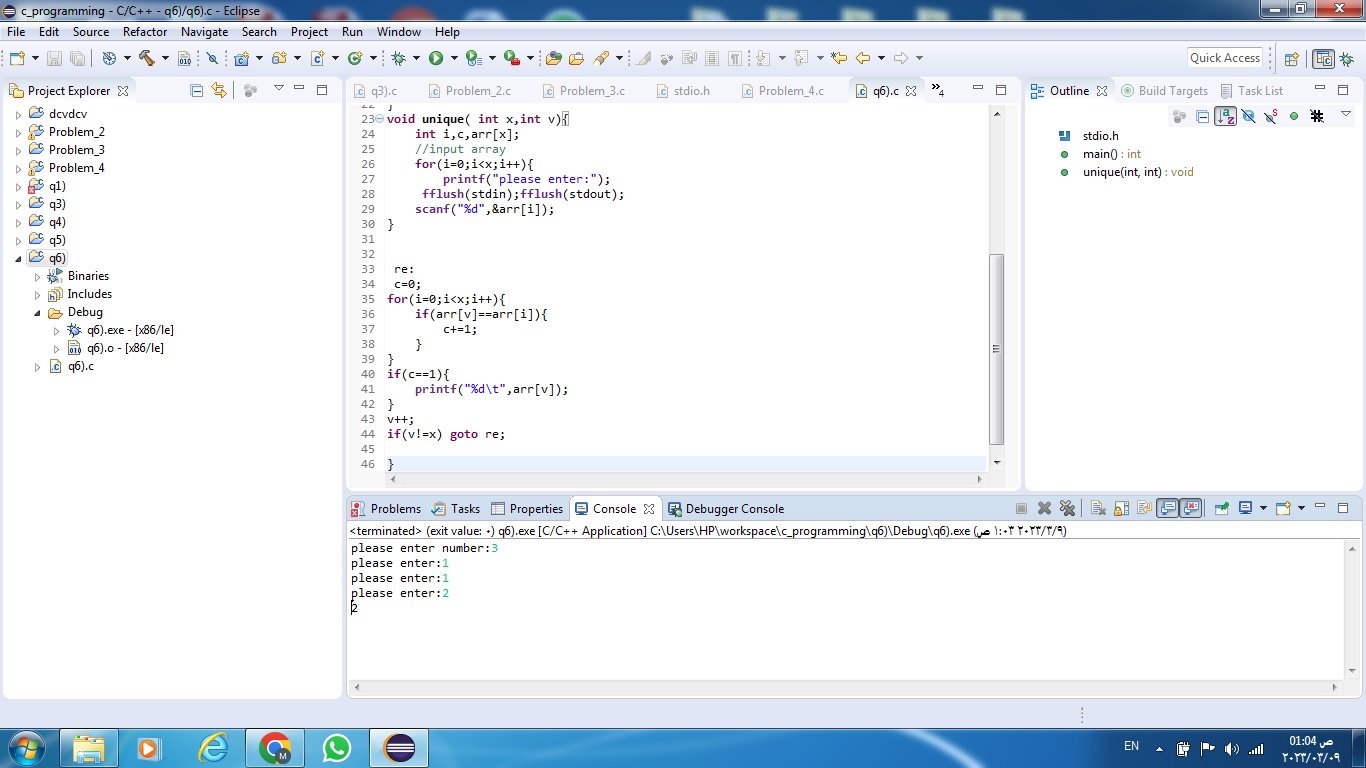 c_programming - C/C++ - q6)/q6).c - Eclipse
File Edit Source Refactor Navigate Search Project Run Window Help
Quick Access
Project Explorer
dcvdcv
Problem_2
Problem_3
Problem_4
q1)
q3)
q4)
q5)
q6)
Binaries
Includes
Debug
q6).exe - [x86/le]
q6).o - [x86/le]
q6).c
q3).c Problem_2.c Problem_3.c stdio.h Problem_4.c q6).c »4
22 }
23 void unique( int x,int v){
24 int i,c,arr[x];
25 //input array
26 for(i=0;i<x;i++){
27 printf("please enter:");
28 fflush(stdin);fflush(stdout);
29 scanf("%d",&arr[i]);
30 }
31
32
33 re:
34 c=0;
35 for(i=0;i<x;i++){
36 if(arr[v]==arr[i]){
37 c+=1;
38 }
39 }
40 if(c==1){
41 printf("%d\t",arr[v]);
42 }
43 v++;
44 if(v!=x) goto re;
45
46 }
Outline Build Targets Task List
stdio.h
main() : int
unique(int, int) : void
Problems Tasks Properties Console Debugger Console
<terminated> (exit value: ٠) q6).exe [C/C++ Application] C:\Users\HP\workspace\c_programming\q6)\Debug\q6).exe (٢٠٢٣/٣/٩ ١:٠٣ ص)
please enter number:3
please enter:1
please enter:1
please enter:2
2
EN
01:04 ص
٢٠٢٣/٠٣/٠٩